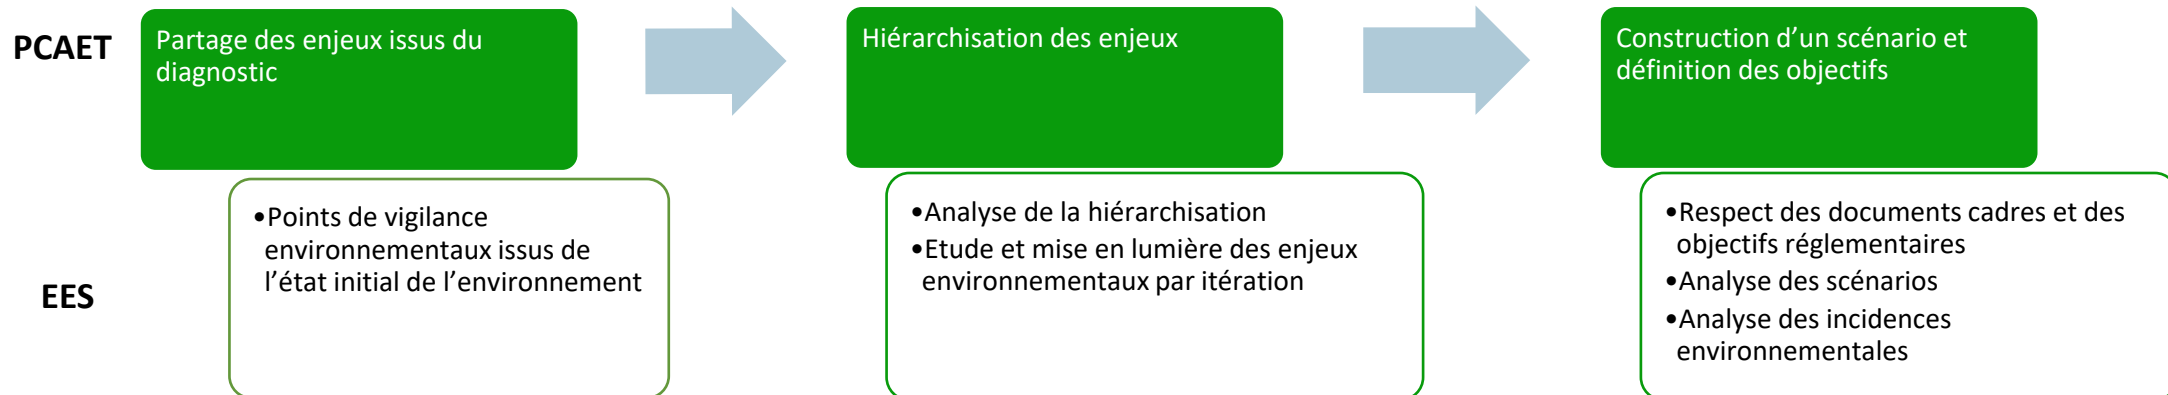 PCAET
Partage des enjeux issus du
diagnostic
Hiérarchisation des enjeux
Construction d’un scénario et
définition des objectifs
EES
•Points de vigilance
environnementaux issus de
l’état initial de l’environnement
•Analyse de la hiérarchisation
•Etude et mise en lumière des enjeux
environnementaux par itération
•Respect des documents cadres et des
objectifs réglementaires
•Analyse des scénarios
•Analyse des incidences
environnementales